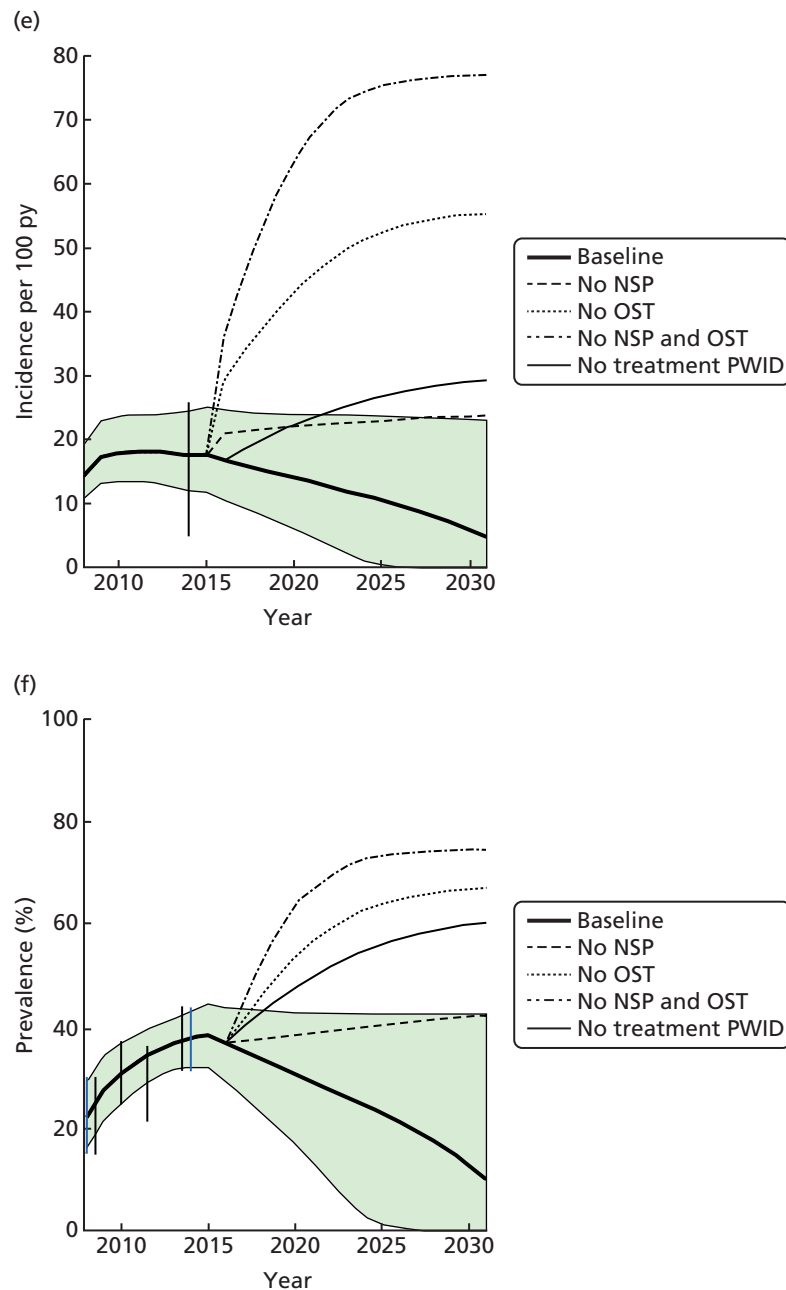 (e)
80
70
60
50
40
30
20
10
0
Incidence per 100 py
2010 2015 2020 2025 2030
Year
Baseline
No NSP
No OST
No NSP and OST
No treatment PWID
(f)
100
80
60
40
20
0
Prevalence (%)
2010 2015 2020 2025 2030
Year
Baseline
No NSP
No OST
No NSP and OST
No treatment PWID